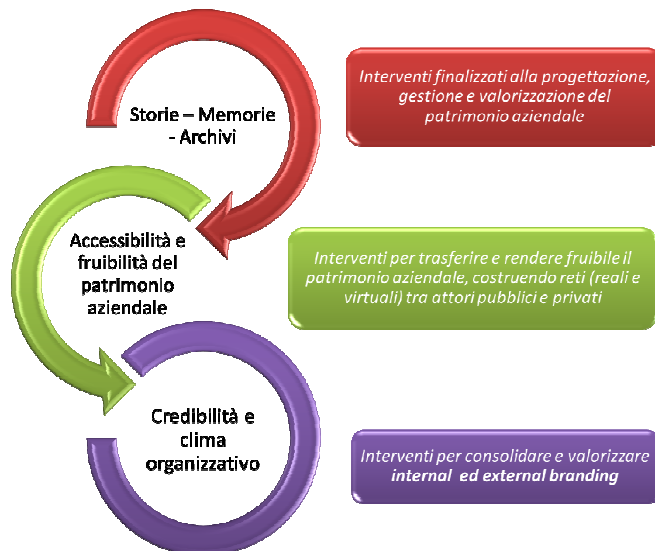 Storie – Memorie
- Archivi
Interventi finalizzati alla progettazione,
gestione e valorizzazione del
patrimonio aziendale
Accessibilità e
fruibilità del
patrimonio
aziendale
Interventi per trasferire e rendere fruibile il
patrimonio aziendale, costruendo reti (reali e
virtuali) tra attori pubblici e privati
Credibilità e
clima
organizzativo
Interventi per consolidare e valorizzare
internal ed external branding